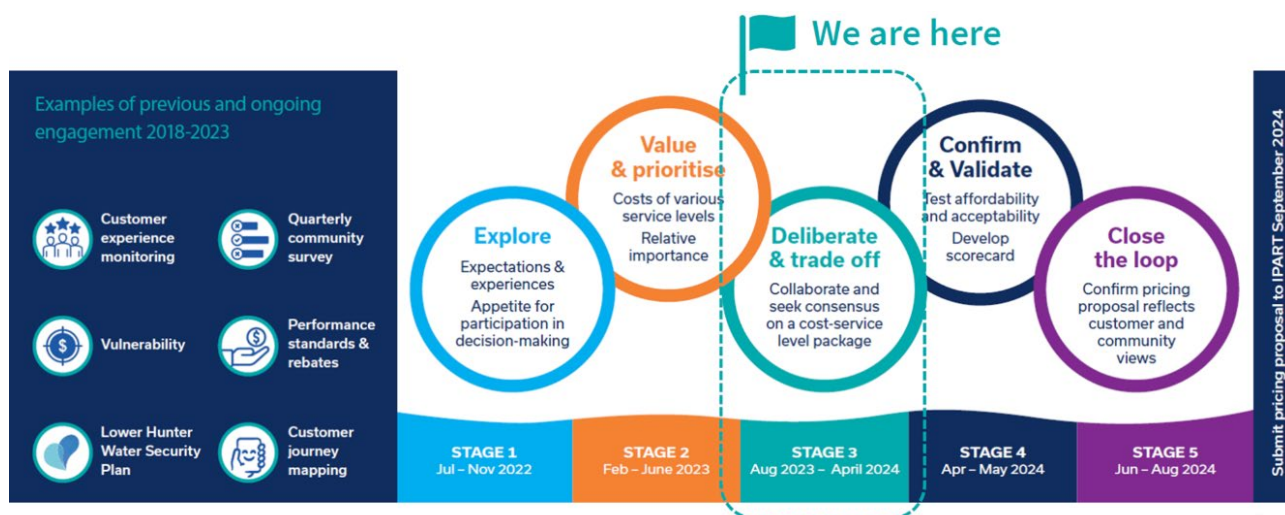 We are here
Examples of previous and ongoing
engagement 2018-2023
Customer
experience
monitoring
Quarterly
community
survey
Vulnerability
Performance
standards &
rebates
Lower Hunter
Water Security
Plan
Customer
journey
mapping
Explore
Expectations &
experiences
Appetite for
participation in
decision-making
Value
& prioritise
Costs of various
service levels
Relative
importance
Deliberate
& trade off
Collaborate and
seek consensus
on a cost-service
level package
Confirm
& Validate
Test affordability
and acceptability
Develop
scorecard
Close
the loop
Confirm pricing
proposal reflects
customer and
community
views
STAGE 1
Jul – Nov 2022
STAGE 2
Feb – June 2023
STAGE 3
Aug 2023 – April 2024
STAGE 4
Apr – May 2024
STAGE 5
Jun – Aug 2024
Submit pricing proposal to IPART September 2024